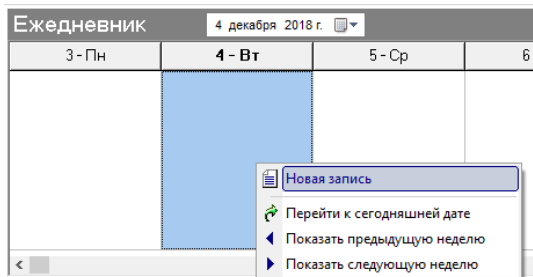 Ежедневник 4 декабря 2018 г.
3 - Пн 4 - Вт 5 - Ср 6
Новая запись
Перейти к сегодняшней дате
Показать предыдущую неделю
Показать следующую неделю